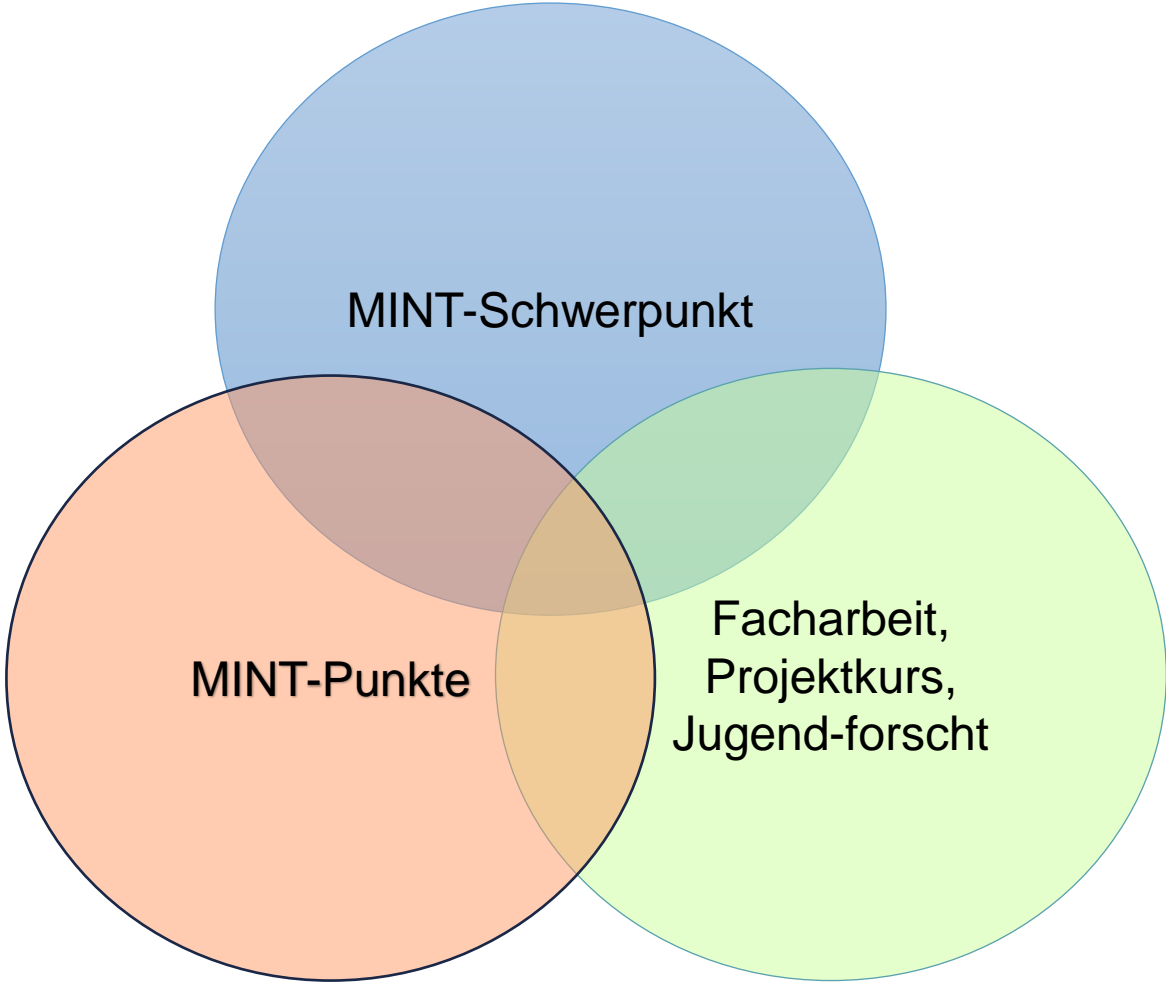 MINT-Schwerpunkt
MINT-Punkte
Facharbeit,
Projektkurs,
Jugend-forscht